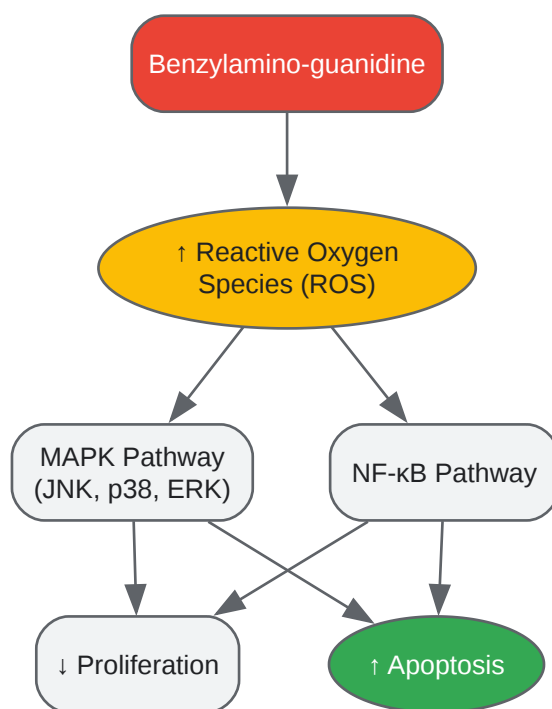 Benzylamino-guanidine
↑ Reactive Oxygen
Species (ROS)
MAPK Pathway
(JNK, p38, ERK)
NF-κB Pathway
↓ Proliferation
↑ Apoptosis